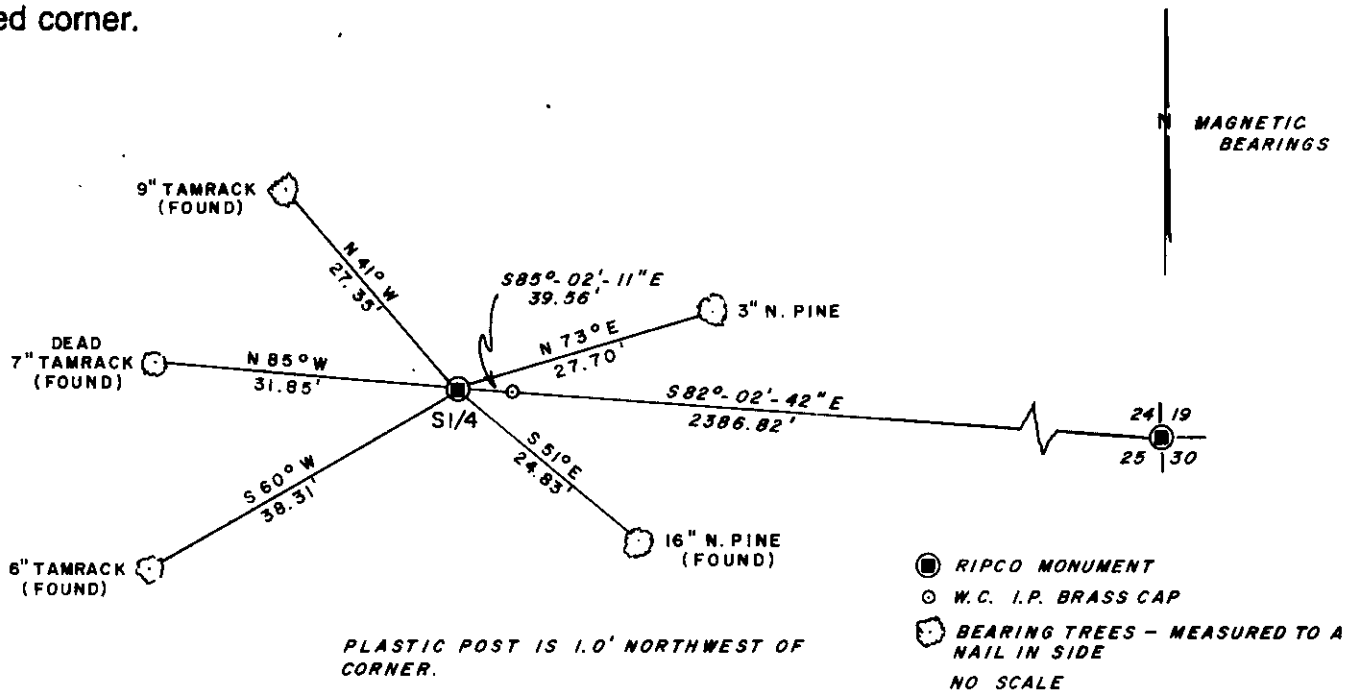 ed corner.
N MAGNETIC
BEARINGS
9" TAMRACK
(FOUND)
N 41° W
27.35'
S85°-02'-11"E
39.56'
3" N. PINE
N 73° E
27.70'
DEAD
7" TAMRACK
(FOUND)
N 85° W
31.85'
S1/4
S82°-02'-42"E
2386.82'
24 19
25 30
S 60° W
38.31'
S 51° E
24.83'
6" TAMRACK
(FOUND)
16" N. PINE
(FOUND)
RIPCO MONUMENT
W.C. I.P. BRASS CAP
BEARING TREES - MEASURED TO A
NAIL IN SIDE
NO SCALE
PLASTIC POST IS 1.0' NORTHWEST OF
CORNER.